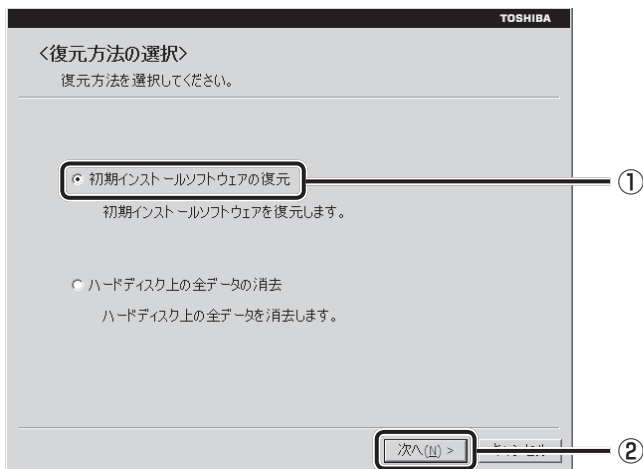 TOSHIBA
<復元方法の選択>
復元方法を選択してください。
初期インストールソフトウェアの復元
①
初期インストールソフトウェアを復元します。
ハードディスク上の全データの消去
ハードディスク上の全データを消去します。
次へ(N) >
②